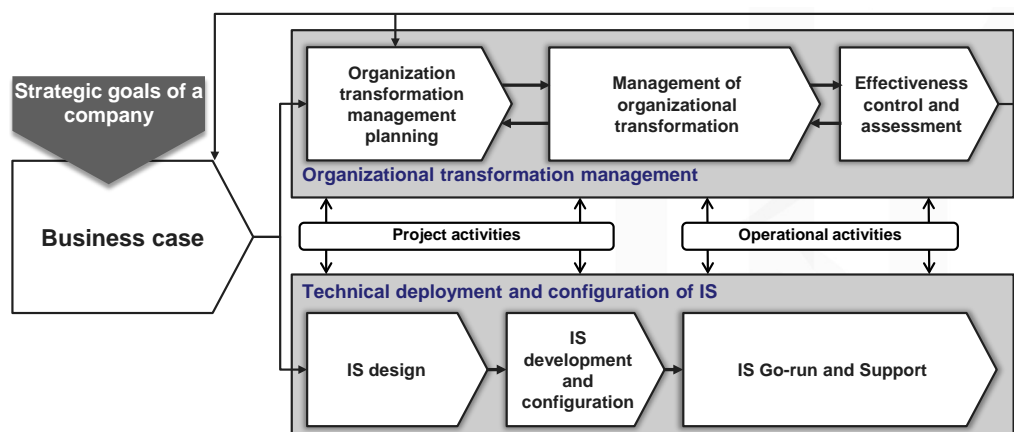 Strategic goals of a
company
Business case
Organization
transformation
management
planning
Management of
organizational
transformation
Effectiveness
control and
assessment
Organizational transformation management
Project activities
Operational activities
Technical deployment and configuration of IS
IS design
IS
development
and
configuration
IS Go-run and Support